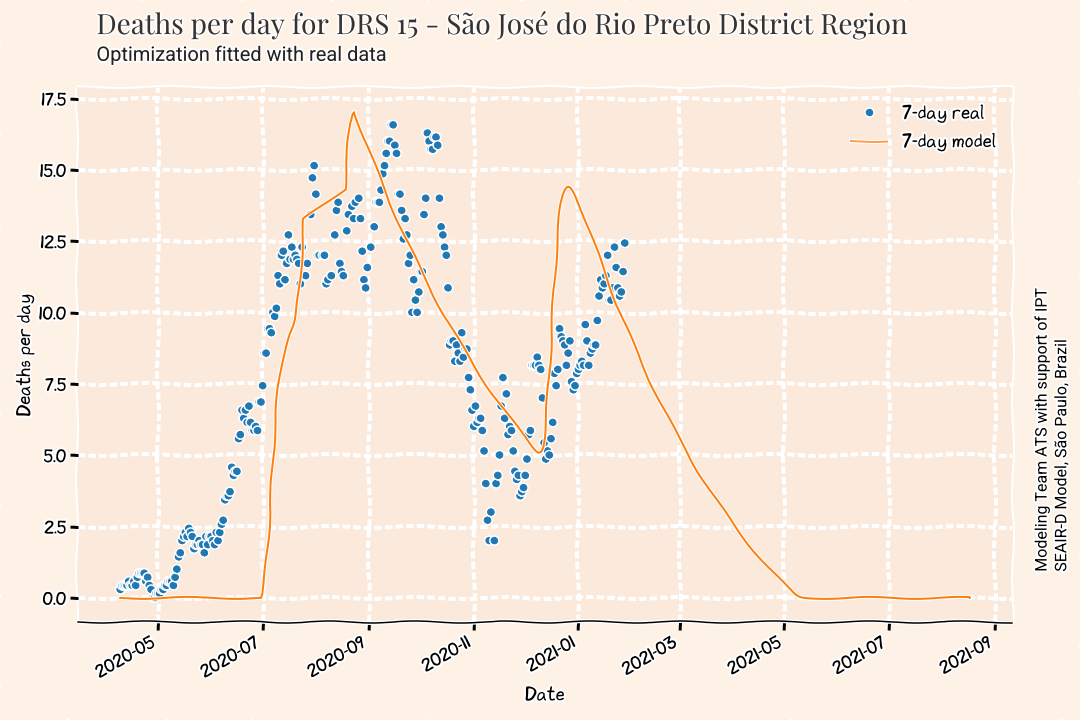 Deaths per day for DRS 15 - São José do Rio Preto District Region
Optimization fitted with real data
17.5
15.0
12.5
10.0
7.5
5.0
2.5
0.0
Deaths per day
7-day real
7-day model
2020-05
2020-07
2020-09
2020-11
2021-01
2021-03
2021-05
2021-07
2021-09
Date
Modeling Team ATS with support of IPT
SEAIR-D Model, São Paulo, Brazil